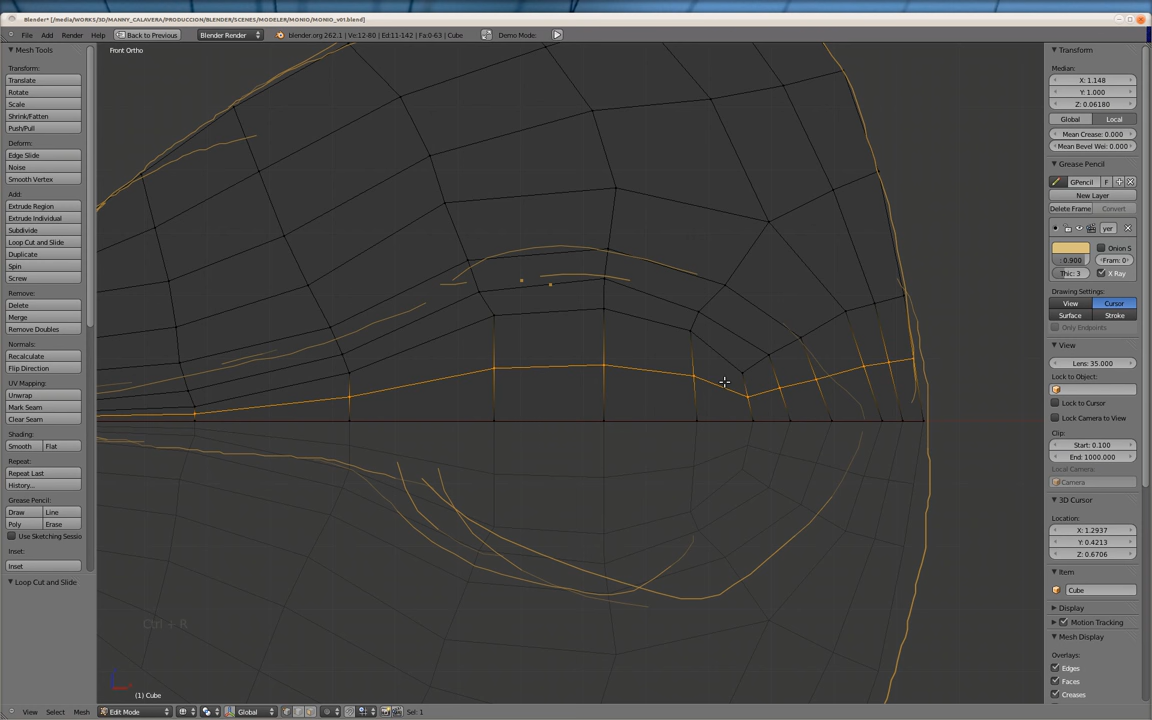 Blender* [/media/WORKS/3D/MANNY_CALAVERA/PRODUCCION/BLENDER/SCENES/MODELER/MONIO/MONIO_v01.blend]
File Add Render Help Back to Previous Blender Render blender.org 262.1 | Ve:12-80 | Ed:11-142 | Fa:0-63 | Cube Demo Mode:
Mesh Tools
Transform:
Translate
Rotate
Scale
Shrink/Fatten
Push/Pull
Deform:
Edge Slide
Noise
Smooth Vertex
Add:
Extrude Region
Extrude Individual
Subdivide
Loop Cut and Slide
Duplicate
Spin
Screw
Remove:
Delete
Merge
Remove Doubles
Normals:
Recalculate
Flip Direction
UV Mapping:
Unwrap
Mark Seam
Clear Seam
Shading:
Smooth Flat
Repeat:
Repeat Last
History...
Grease Pencil:
Draw Line
Poly Erase
Use Sketching Sessio
Inset:
Inset
Loop Cut and Slide
Front Ortho
Ctrl + R
(1) Cube
Transform
Median:
X: 1.148
Y: 1.000
Z: 0.06180
Global Local
Mean Crease: 0.000
Mean Bevel Wei: 0.000
Grease Pencil
GPencil F
New Layer
Delete Frame Convert
yer
Onion S
0.900 Fram: 0
Thic: 3 X Ray
Drawing Settings:
View Cursor
Surface Stroke
Only Endpoints
View
Lens: 35.000
Lock to Object:
Lock to Cursor
Lock Camera to View
Clip:
Start: 0.100
End: 1000.000
Local Camera:
Camera
3D Cursor
Location:
X: 1.2937
Y: 0.4213
Z: 0.6706
Item
Cube
Display
Motion Tracking
Mesh Display
Overlays:
Edges
Faces
Creases
View Select Mesh Edit Mode Global Sel: 1